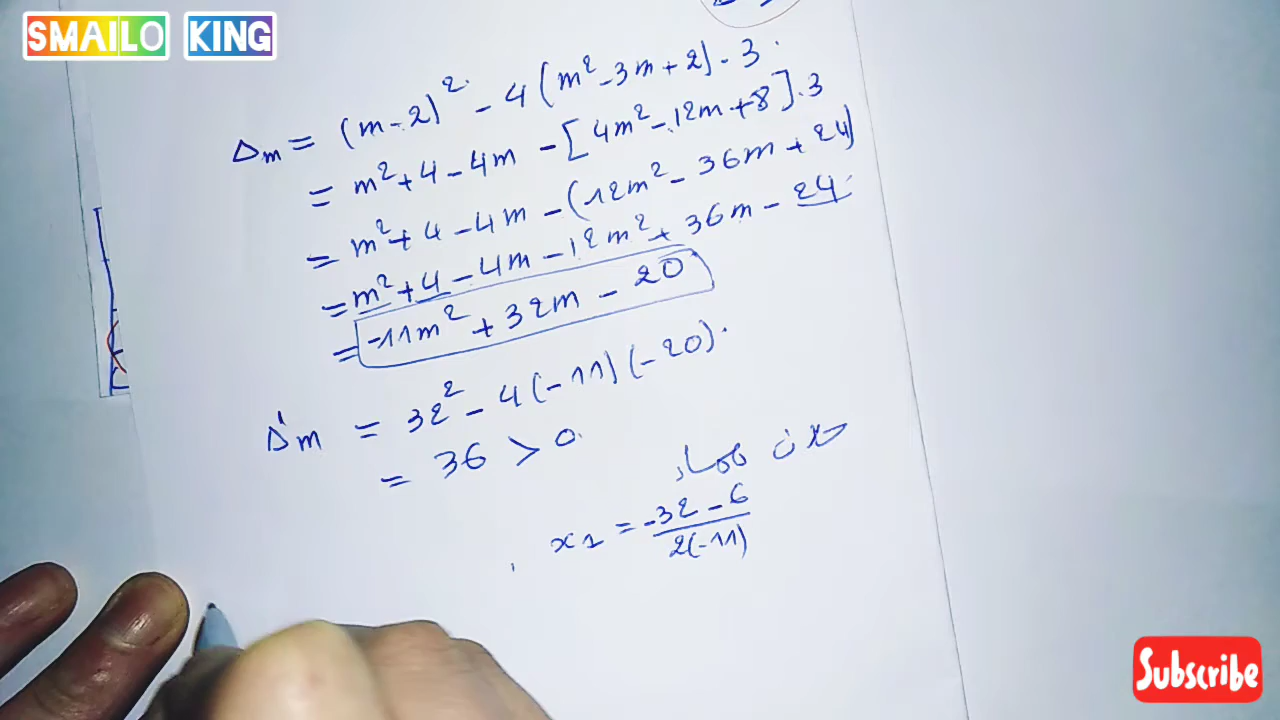 SMAILO KING
Δm = (m-2)² - 4(m²-3m+2)·3
= m²+4-4m-[4m²-12m+8].3
= m²+4-4m-(12m²-36m+24)
= m²+4-4m-12m²+36m-24
= -11m²+32m-20
Δ'm = 32²-4(-11)(-20).
= 36 > 0.
حلان
x1 = -32-6 / 2(-11)
Subscribe